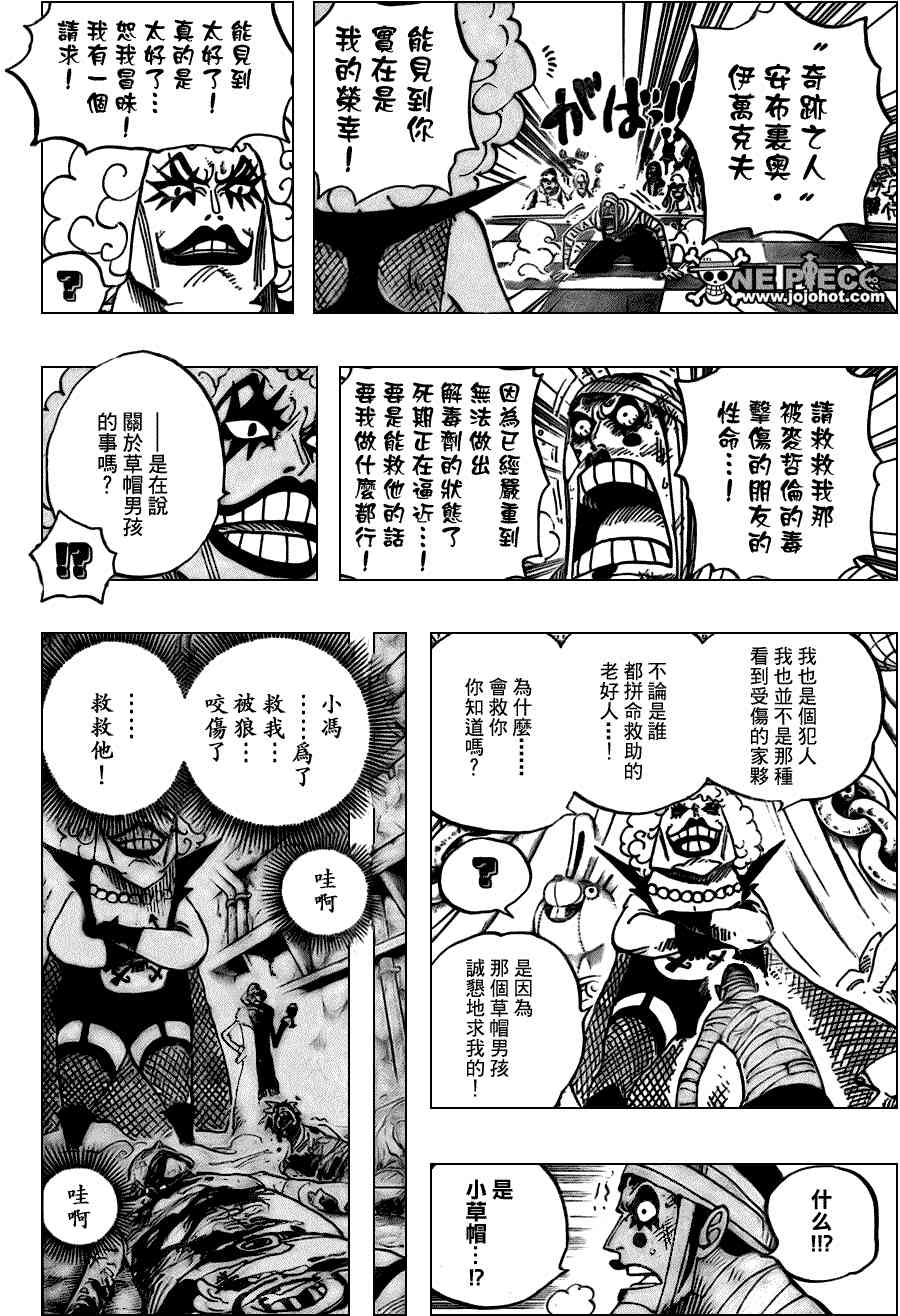 “奇跡之人”
安布裏奧．
伊萬克夫
がばっ!!
能見到你
實在是
我的榮幸！
ONE PIECE
www.jojohot.com
能見到
太好了！
真的是
太好了…
恕我冒昧！
我有一個
請求！
?
請救救我那
被麥哲倫的毒
擊傷的朋友的
性命…！
因為已經嚴重到
無法做出
解毒劑的狀態了
死期正在逼近…！
要是能救他的話
要我做什麼都行！
──是在說
關於草帽男孩
的事嗎？
!?
我也是個犯人
我也並不是那種
看到受傷的家夥
不論是誰
都拼命救助的
老好人…！
為什麼……
會救你
你知道嗎？
?
是因為
那個草帽男孩
誠懇地求我的！
小馮
……為了
救我…
被狼…
咬傷了
……
救救他！
哇啊
哇啊
什么!!?
是
小草帽…!?